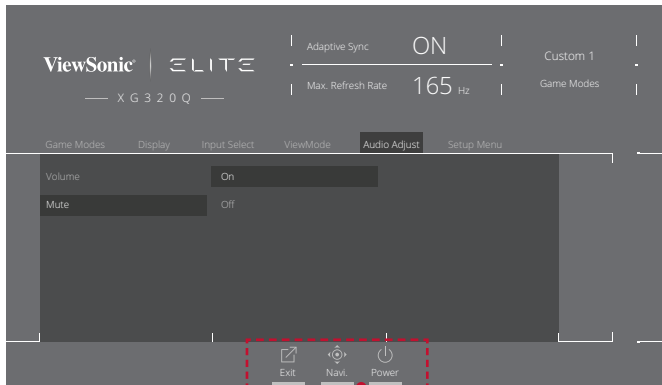 ViewSonic® ELITE
XG320Q
Adaptive Sync ON
Max. Refresh Rate 165 Hz
Custom 1
Game Modes
Game Modes Display Input Select ViewMode Audio Adjust Setup Menu
Volume On
Mute Off
Exit Navi. Power